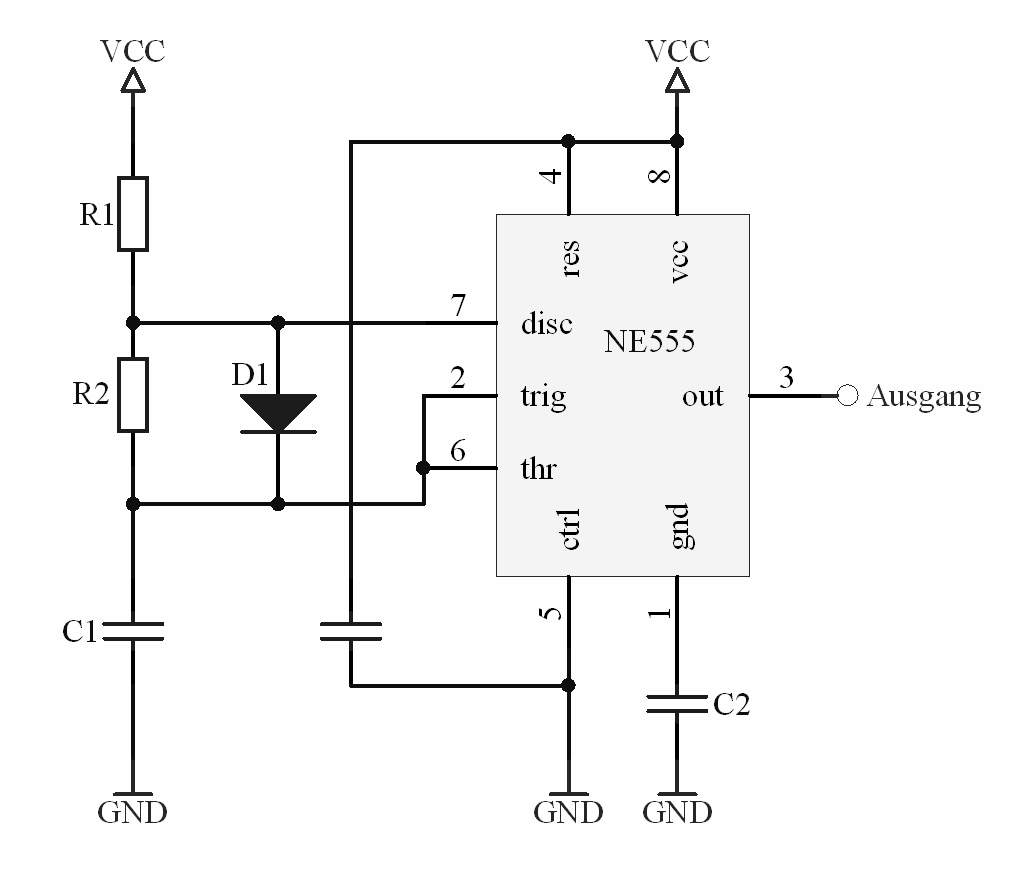 VCC
VCC
4
8
R1
res
vcc
7
disc
NE555
D1
2
3
R2
trig
out
Ausgang
6
thr
ctrl
gnd
5
1
C1
C2
GND
GND
GND